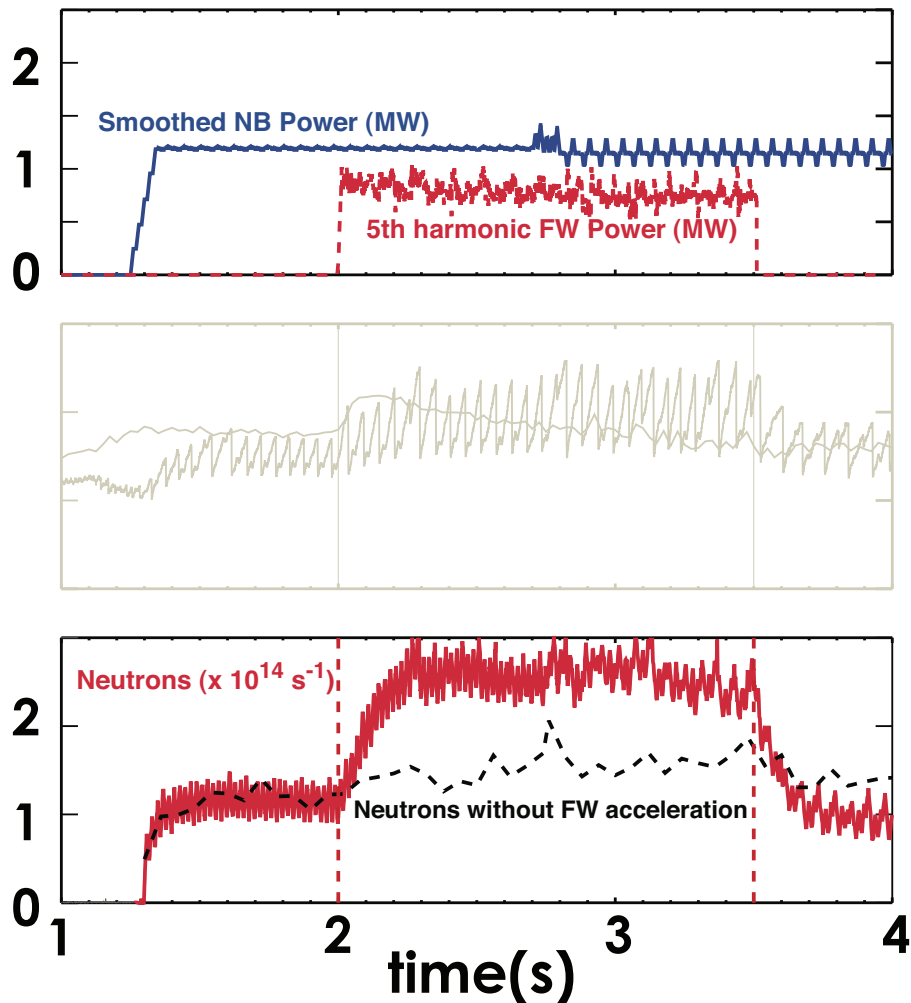 2
Smoothed NB Power (MW)
1
5th harmonic FW Power (MW)
0
Neutrons (x 10¹⁴ s⁻¹)
2
Neutrons without FW acceleration
1
0
1 2 3 4
time(s)